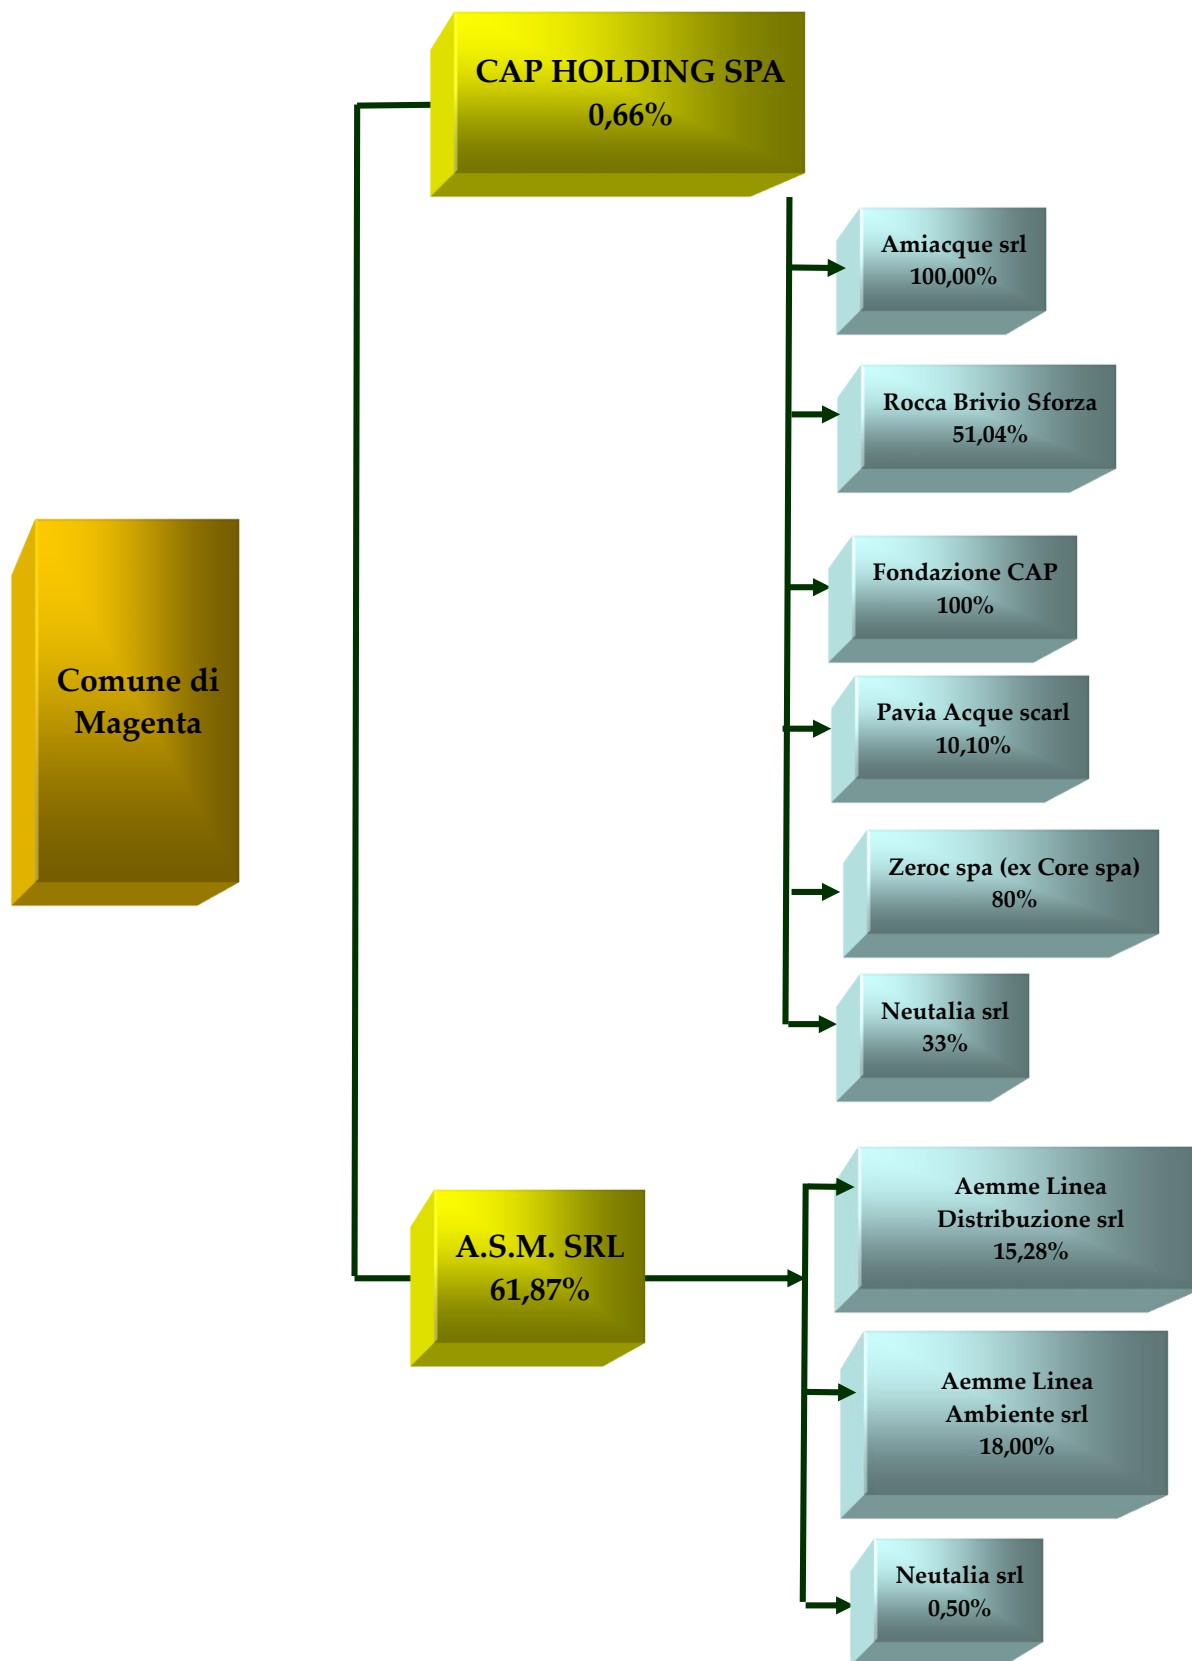 CAP HOLDING SPA
0,66%
Amiacque srl
100,00%
Rocca Brivio Sforza
51,04%
Fondazione CAP
100%
Comune di
Magenta
Pavia Acque scarl
10,10%
Zeroc spa (ex Core spa)
80%
Neutalia srl
33%
A.S.M. SRL
61,87%
Aemme Linea
Distribuzione srl
15,28%
Aemme Linea
Ambiente srl
18,00%
Neutalia srl
0,50%